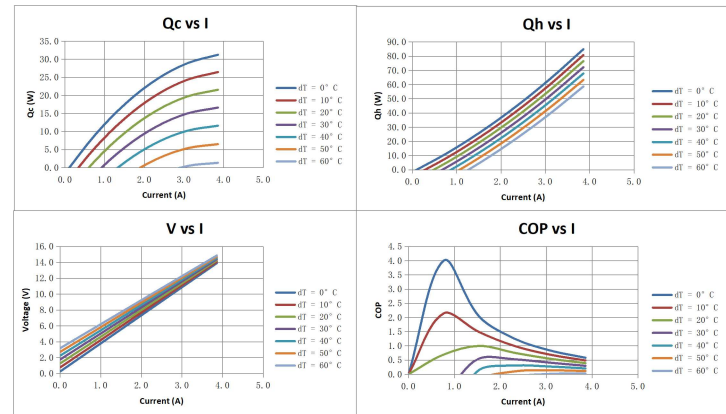 Qc vs I
35.0
30.0
25.0
20.0
15.0
10.0
5.0
0.0
Qc (W)
0.0 1.0 2.0 3.0 4.0 5.0
Current (A)
dT = 0° C
dT = 10° C
dT = 20° C
dT = 30° C
dT = 40° C
dT = 50° C
dT = 60° C
Qh vs I
90.0
80.0
70.0
60.0
50.0
40.0
30.0
20.0
10.0
0.0
Qh (W)
0.0 1.0 2.0 3.0 4.0 5.0
Current (A)
dT = 0° C
dT = 10° C
dT = 20° C
dT = 30° C
dT = 40° C
dT = 50° C
dT = 60° C
V vs I
16.0
14.0
12.0
10.0
8.0
6.0
4.0
2.0
0.0
Voltage (V)
0.0 1.0 2.0 3.0 4.0 5.0
Current (A)
dT = 0° C
dT = 10° C
dT = 20° C
dT = 30° C
dT = 40° C
dT = 50° C
dT = 60° C
COP vs I
4.5
4.0
3.5
3.0
2.5
2.0
1.5
1.0
0.5
0.0
COP
0.0 1.0 2.0 3.0 4.0 5.0
Current (A)
dT = 0° C
dT = 10° C
dT = 20° C
dT = 30° C
dT = 40° C
dT = 50° C
dT = 60° C